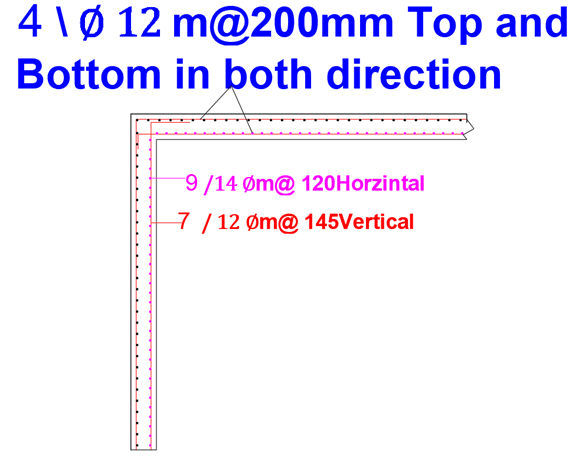 4 \ Ø 12 m@200mm Top and
Bottom in both direction
9 /14 Øm@ 120Horzintal
7 / 12 Øm@ 145Vertical